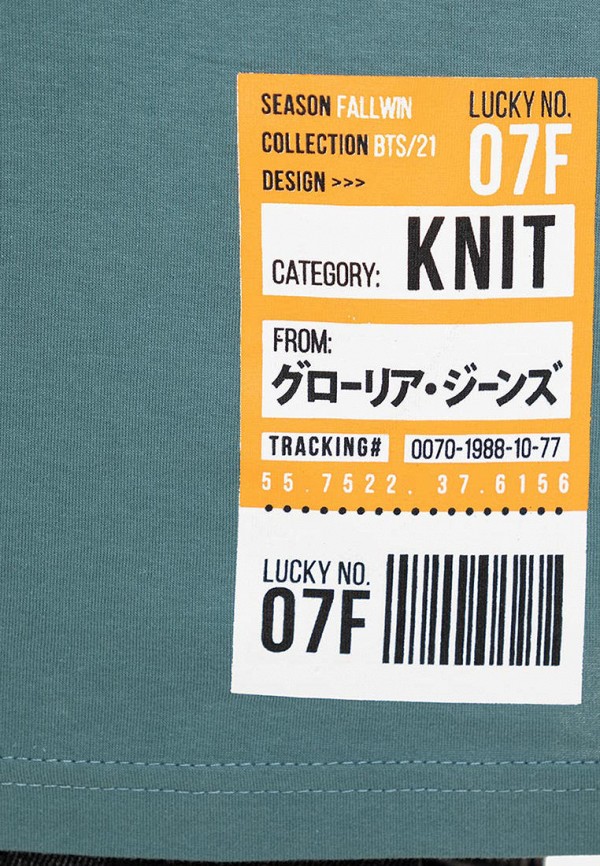 SEASON FALLWIN LUCKY NO.
COLLECTION BTS/21 07F
DESIGN >>>
CATEGORY: KNIT
FROM:
グローリア・ジーンズ
TRACKING# 0070-1988-10-77
55.7522. 37.6156
LUCKY NO.
07F